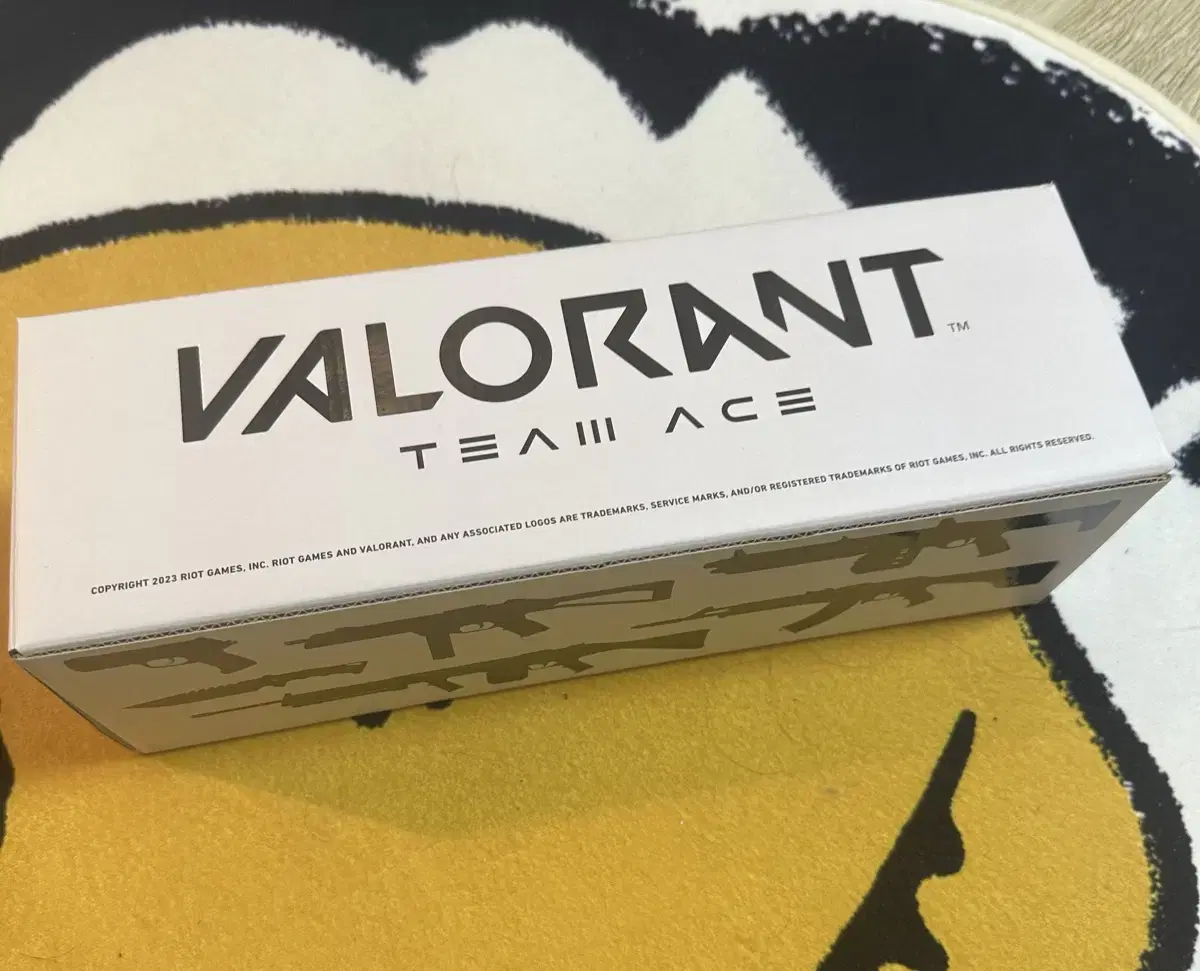 VALORANT™
TEAM ACE
COPYRIGHT 2023 RIOT GAMES, INC. RIOT GAMES AND VALORANT, AND ANY ASSOCIATED LOGOS ARE TRADEMARKS, SERVICE MARKS, AND/OR REGISTERED TRADEMARKS OF RIOT GAMES, INC. ALL RIGHTS RESERVED.